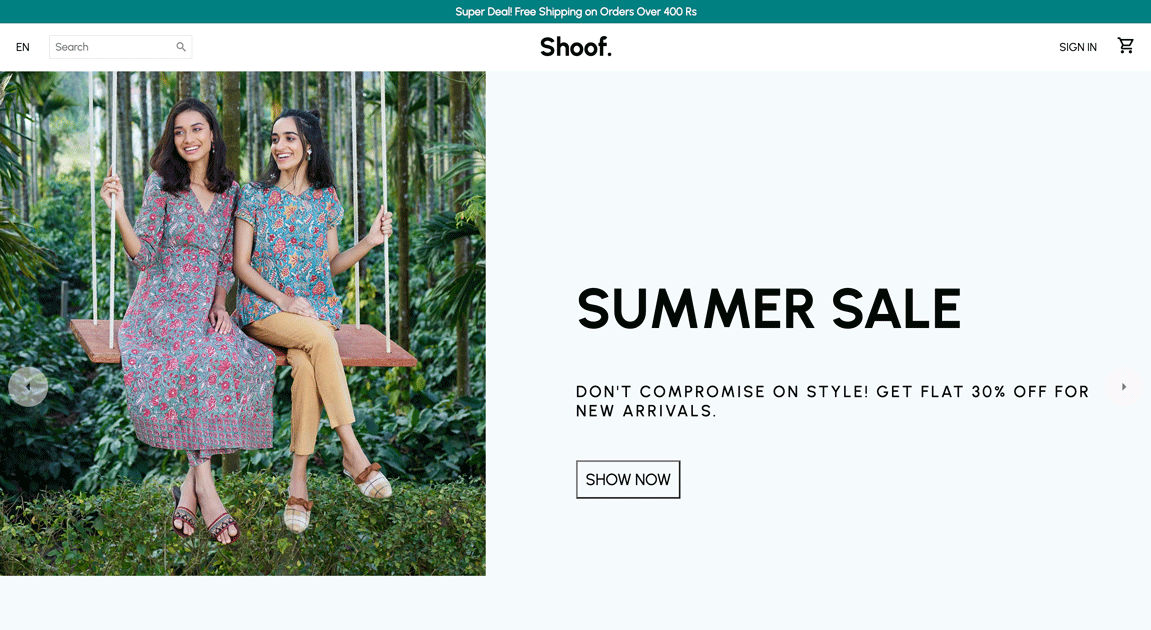 Super Deal! Free Shipping on Orders Over 400 Rs
EN
Search
Shoof.
SIGN IN
SUMMER SALE
DON'T COMPROMISE ON STYLE! GET FLAT 30% OFF FOR
NEW ARRIVALS.
SHOW NOW